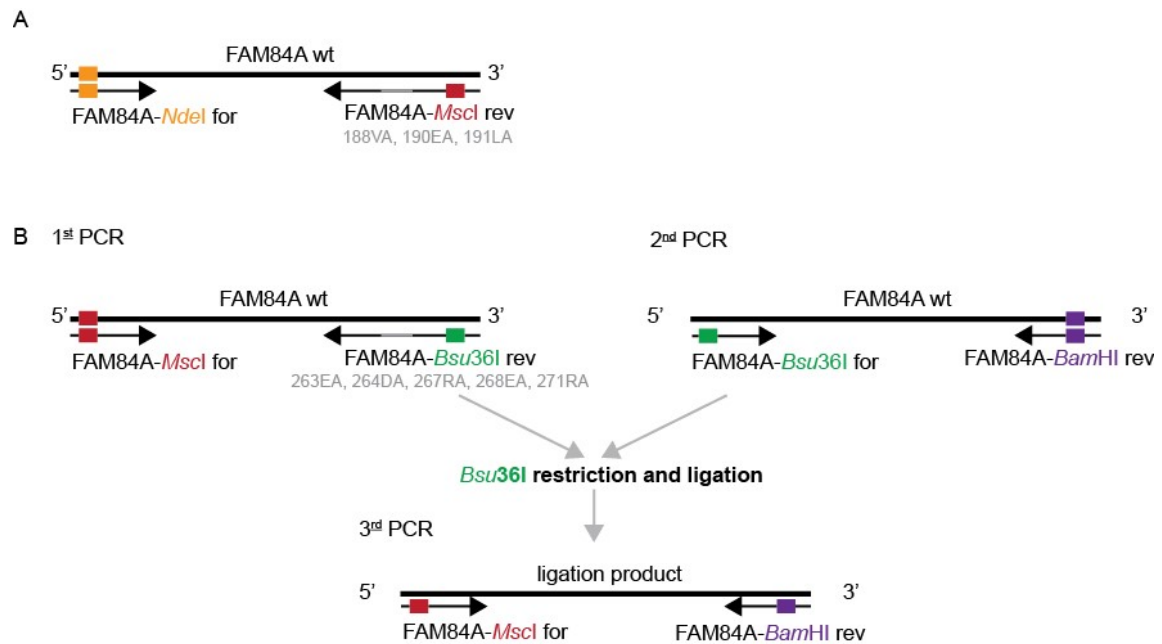 A
FAM84A wt
5’ 3’
FAM84A-NdeI for FAM84A-MscI rev
188VA, 190EA, 191LA
B 1st PCR 2nd PCR
FAM84A wt FAM84A wt
5’ 3’ 5’ 3’
FAM84A-MscI for FAM84A-Bsu36I rev FAM84A-Bsu36I for FAM84A-BamHI rev
263EA, 264DA, 267RA, 268EA, 271RA
Bsu36I restriction and ligation
3rd PCR
ligation product
5’ 3’
FAM84A-MscI for FAM84A-BamHI rev